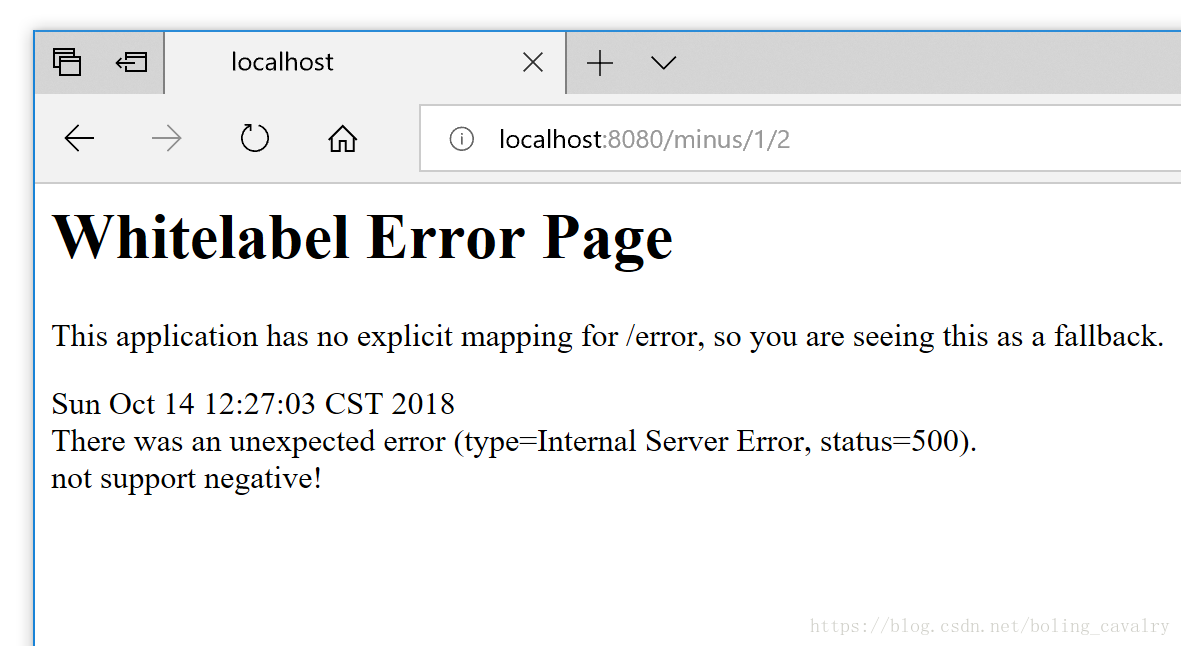 localhost
localhost:8080/minus/1/2
Whitelabel Error Page
This application has no explicit mapping for /error, so you are seeing this as a fallback.
Sun Oct 14 12:27:03 CST 2018
There was an unexpected error (type=Internal Server Error, status=500).
not support negative!
https://blog.csdn.net/boling_cavalry